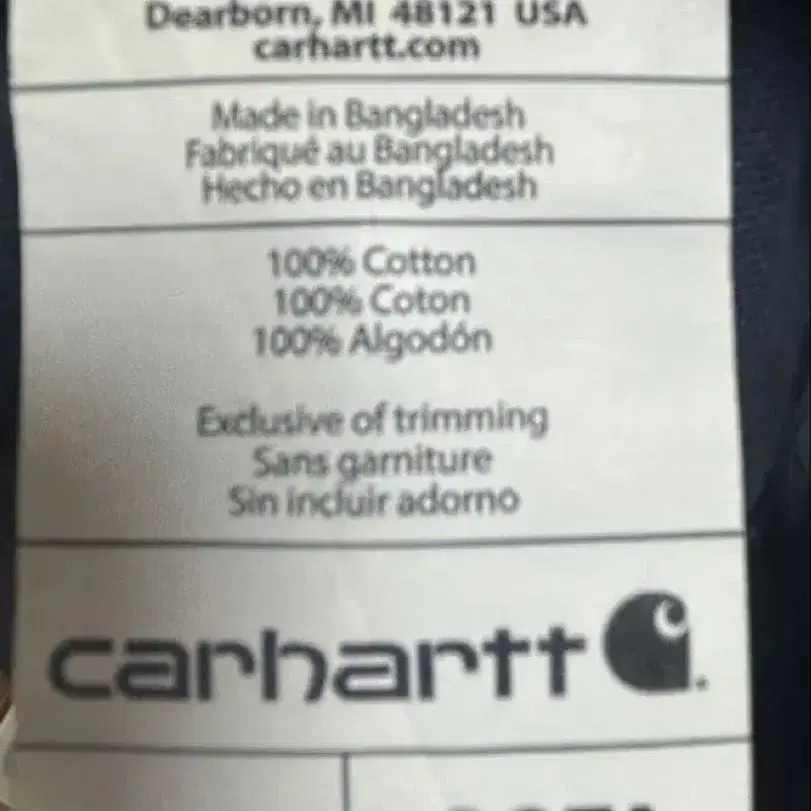 Dearborn, MI 48121 USA
carhartt.com
Made in Bangladesh
Fabriqué au Bangladesh
Hecho en Bangladesh
100% Cotton
100% Coton
100% Algodón
Exclusive of trimming
Sans garniture
Sin incluir adorno
carhartt